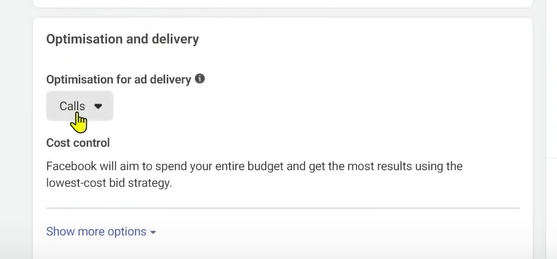 Optimisation and delivery
Optimisation for ad delivery
Calls
Cost control
Facebook will aim to spend your entire budget and get the most results using the
lowest-cost bid strategy.
Show more options